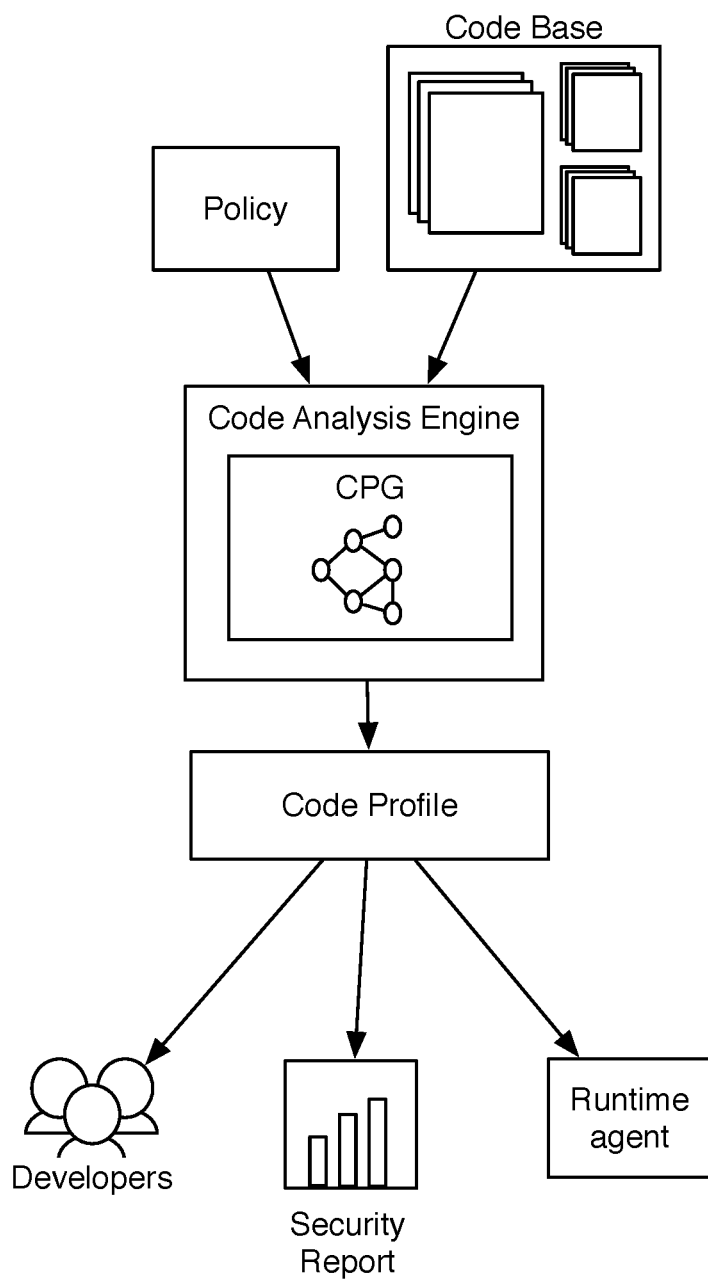 Code Base
Policy
Code Analysis Engine
CPG
Code Profile
Developers
Security
Report
Runtime
agent